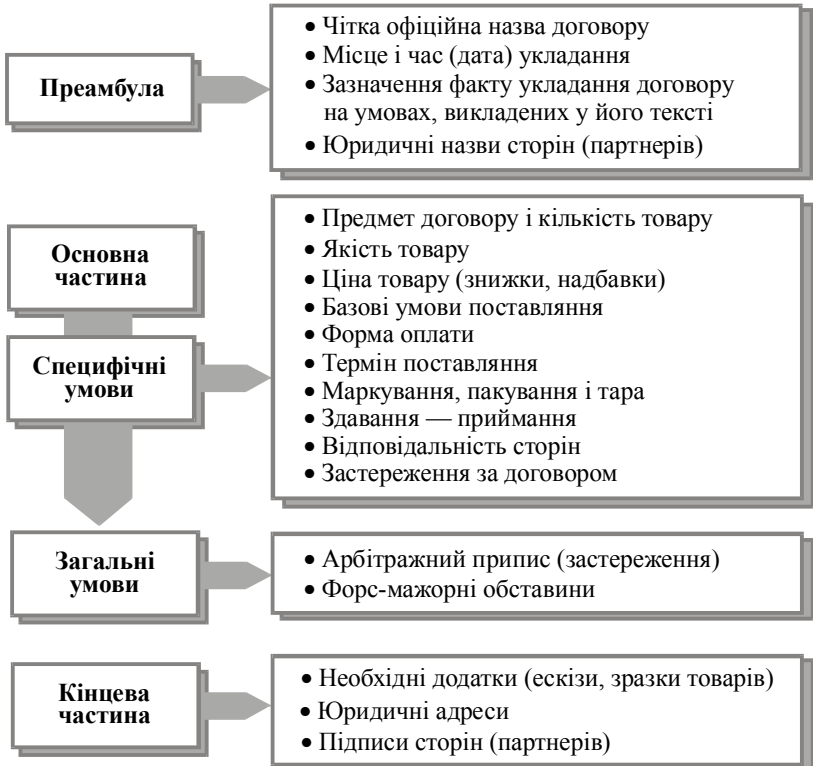 Преамбула
• Чітка офіційна назва договору
• Місце і час (дата) укладання
• Зазначення факту укладання договору
на умовах, викладених у його тексті
• Юридичні назви сторін (партнерів)
Основна
частина
Специфічні
умови
• Предмет договору і кількість товару
• Якість товару
• Ціна товару (знижки, надбавки)
• Базові умови поставляння
• Форма оплати
• Термін поставляння
• Маркування, пакування і тара
• Здавання — приймання
• Відповідальність сторін
• Застереження за договором
Загальні
умови
• Арбітражний припис (застереження)
• Форс-мажорні обставини
Кінцева
частина
• Необхідні додатки (ескізи, зразки товарів)
• Юридичні адреси
• Підписи сторін (партнерів)